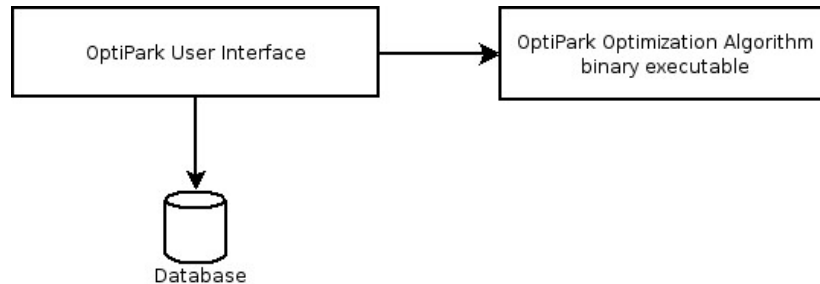 OptiPark User Interface
OptiPark Optimization Algorithm
binary executable
Database